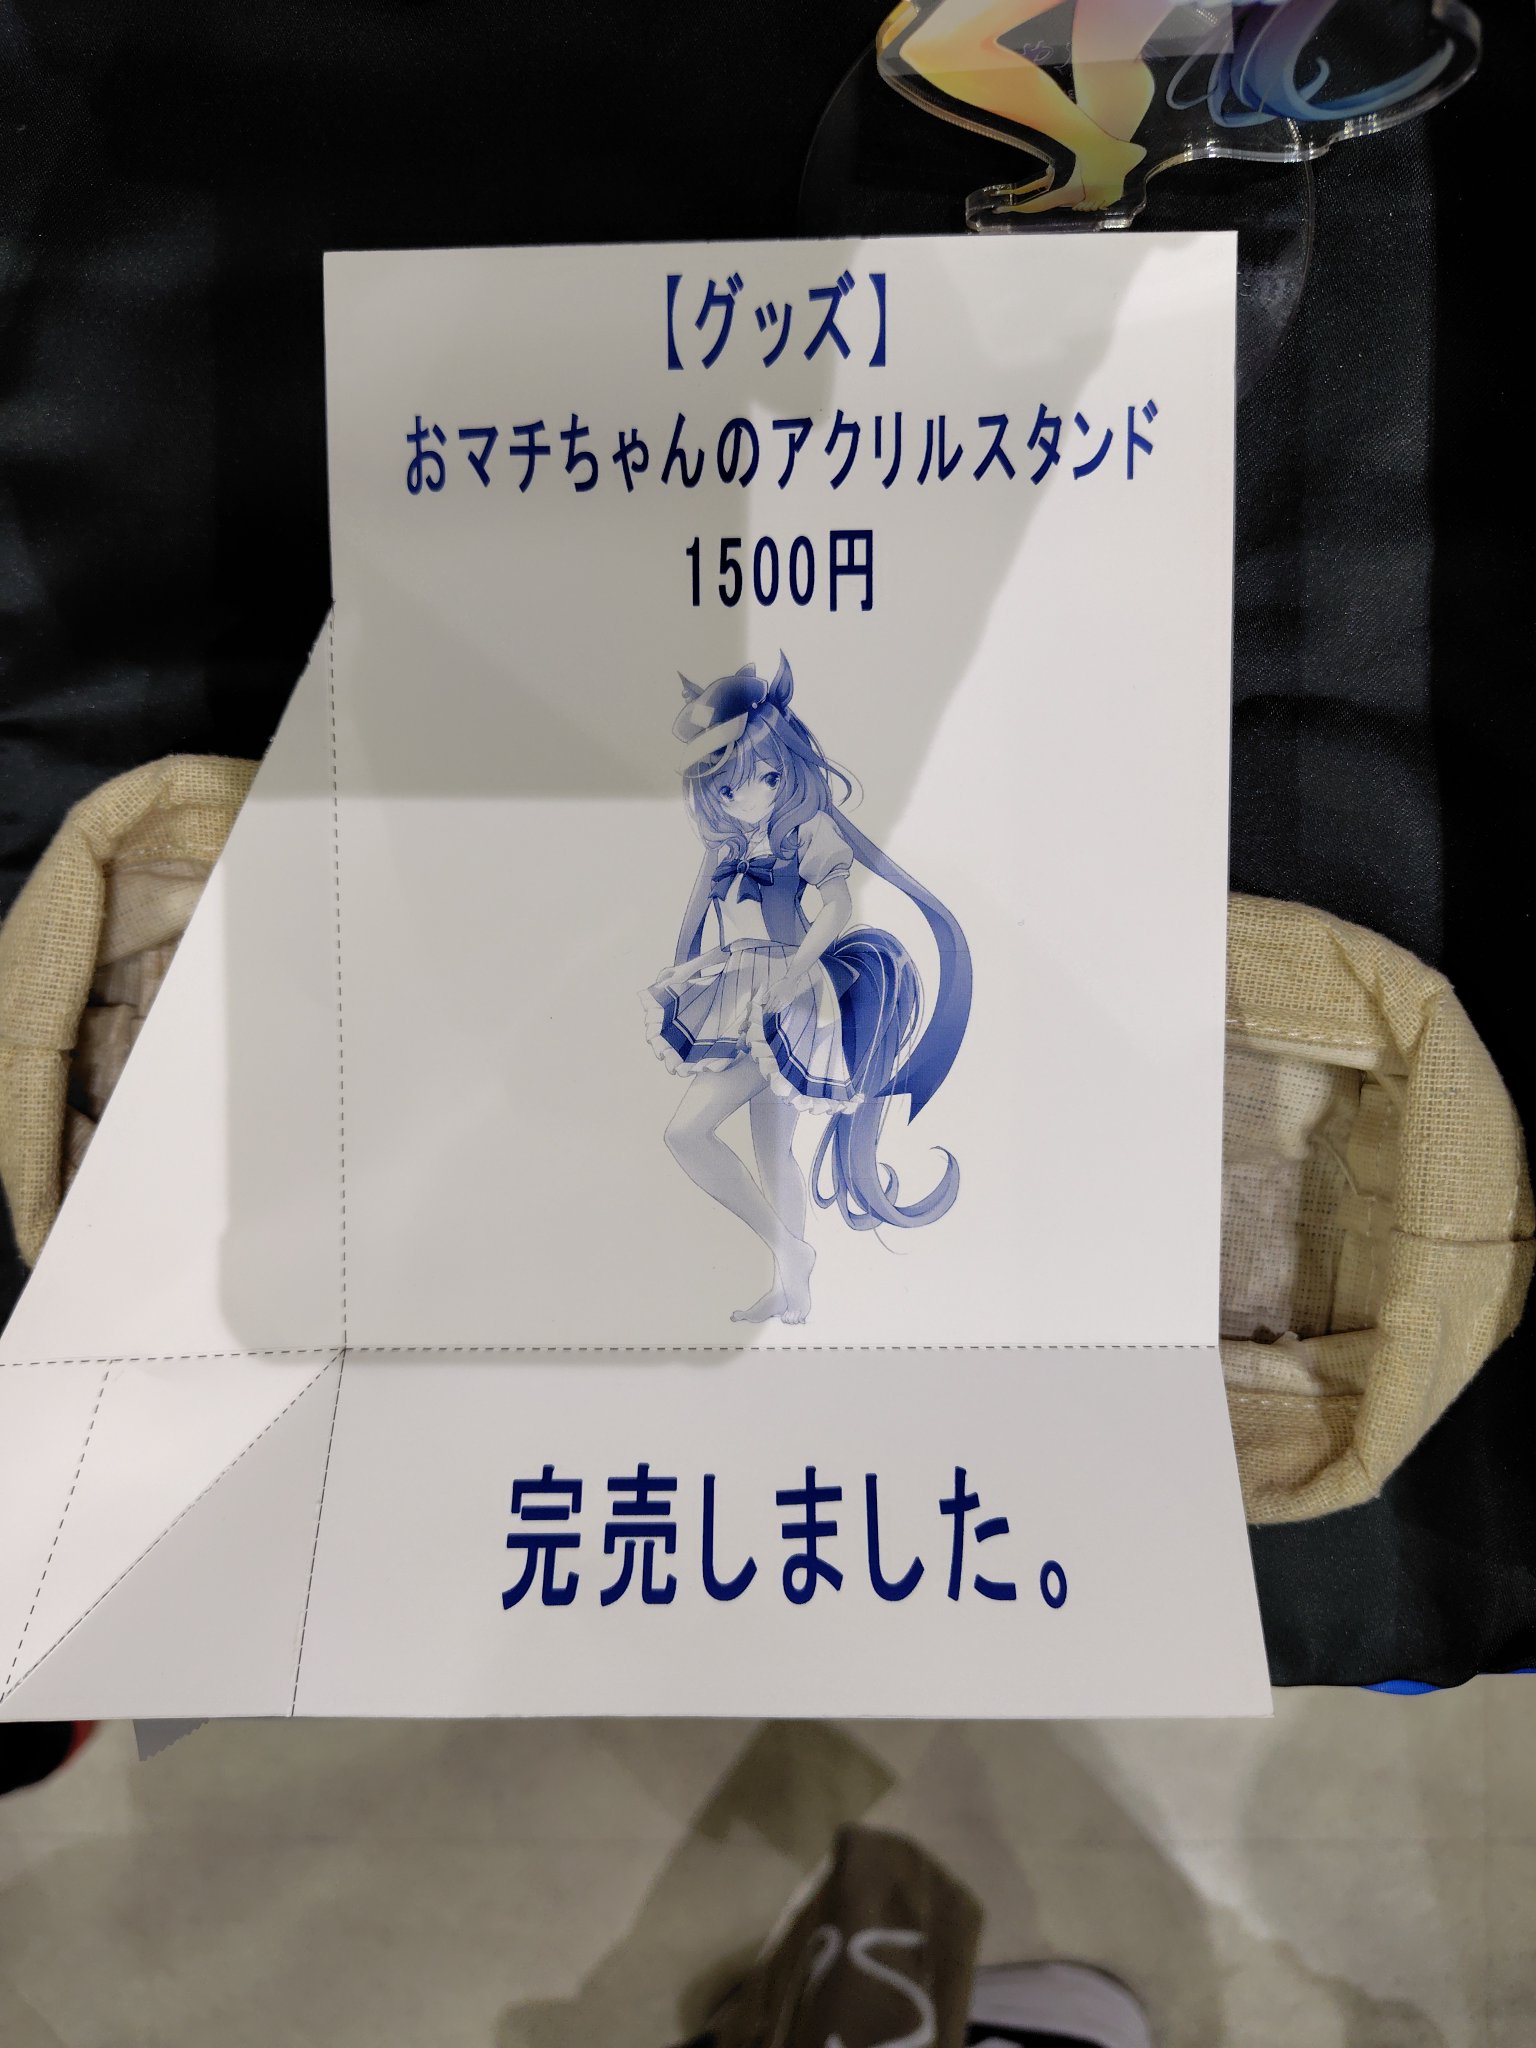 【グッズ】
おマチちゃんのアクリルスタンド
1500円
完売しました。